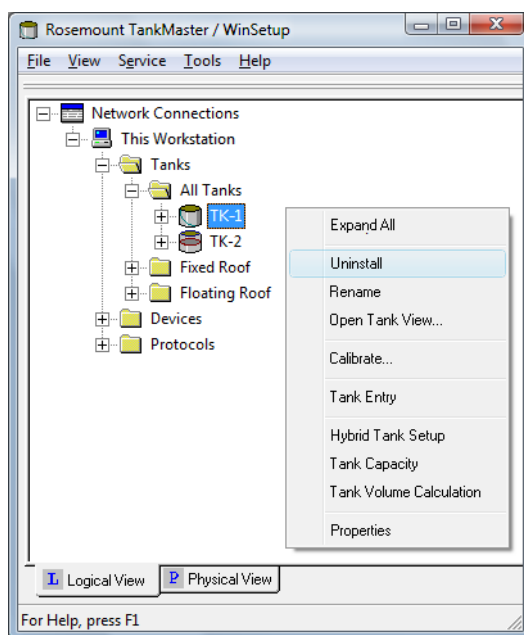 Rosemount TankMaster / WinSetup
File View Service Tools Help
Network Connections
This Workstation
Tanks
All Tanks
TK-1
TK-2
Fixed Roof
Floating Roof
Devices
Protocols
Expand All
Uninstall
Rename
Open Tank View...
Calibrate...
Tank Entry
Hybrid Tank Setup
Tank Capacity
Tank Volume Calculation
Properties
L Logical View P Physical View
For Help, press F1